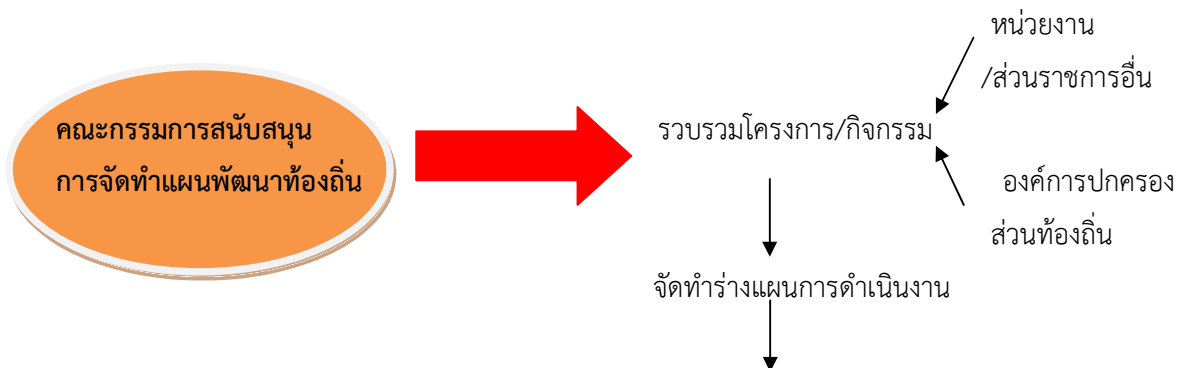 หน่วยงาน
/ส่วนราชการอื่น
คณะกรรมการสนับสนุน
การจัดทำแผนพัฒนาท้องถิ่น
รวบรวมโครงการ/กิจกรรม
องค์การปกครอง
ส่วนท้องถิ่น
จัดทำร่างแผนการดำเนินงาน